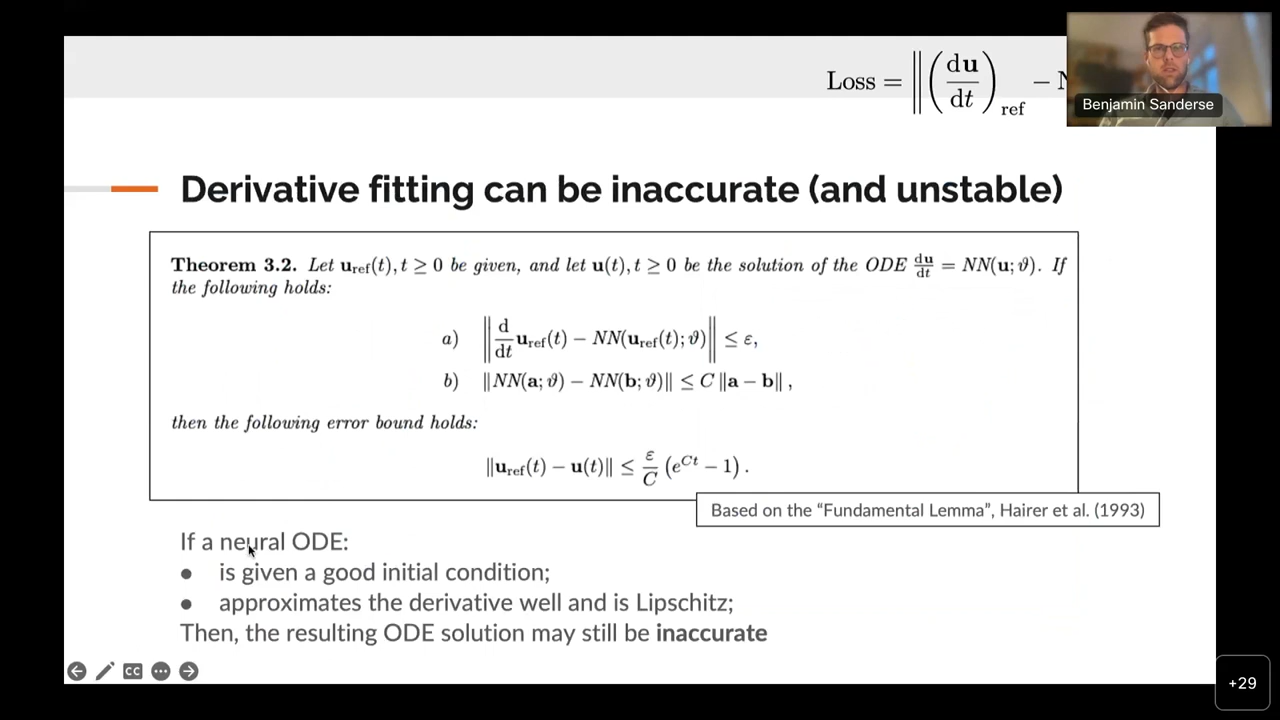 Loss = ‖(du/dt)_ref −
Benjamin Sanderse
Derivative fitting can be inaccurate (and unstable)
Theorem 3.2. Let u_ref(t), t ≥ 0 be given, and let u(t), t ≥ 0 be the solution of the ODE du/dt = NN(u; ϑ). If
the following holds:
a) ‖d/dt u_ref(t) − NN(u_ref(t); ϑ)‖ ≤ ε,
b) ‖NN(a; ϑ) − NN(b; ϑ)‖ ≤ C ‖a − b‖ ,
then the following error bound holds:
‖u_ref(t) − u(t)‖ ≤ ε/C (e^{Ct} − 1) .
Based on the “Fundamental Lemma”, Hairer et al. (1993)
If a neural ODE:
● is given a good initial condition;
● approximates the derivative well and is Lipschitz;
Then, the resulting ODE solution may still be inaccurate
CC
+29